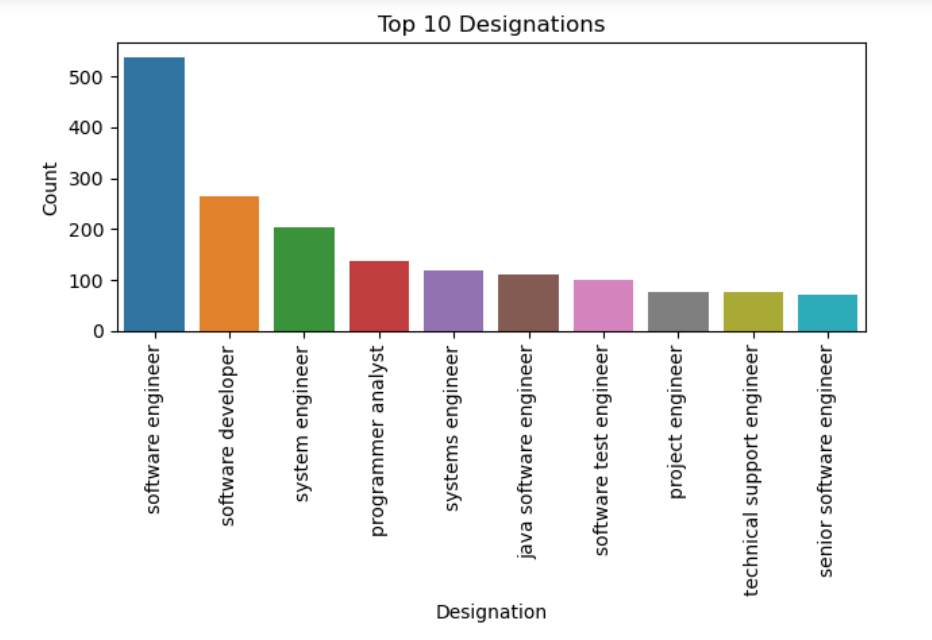 Top 10 Designations
Count
500
400
300
200
100
0
software engineer
software developer
system engineer
programmer analyst
systems engineer
java software engineer
software test engineer
project engineer
technical support engineer
senior software engineer
Designation